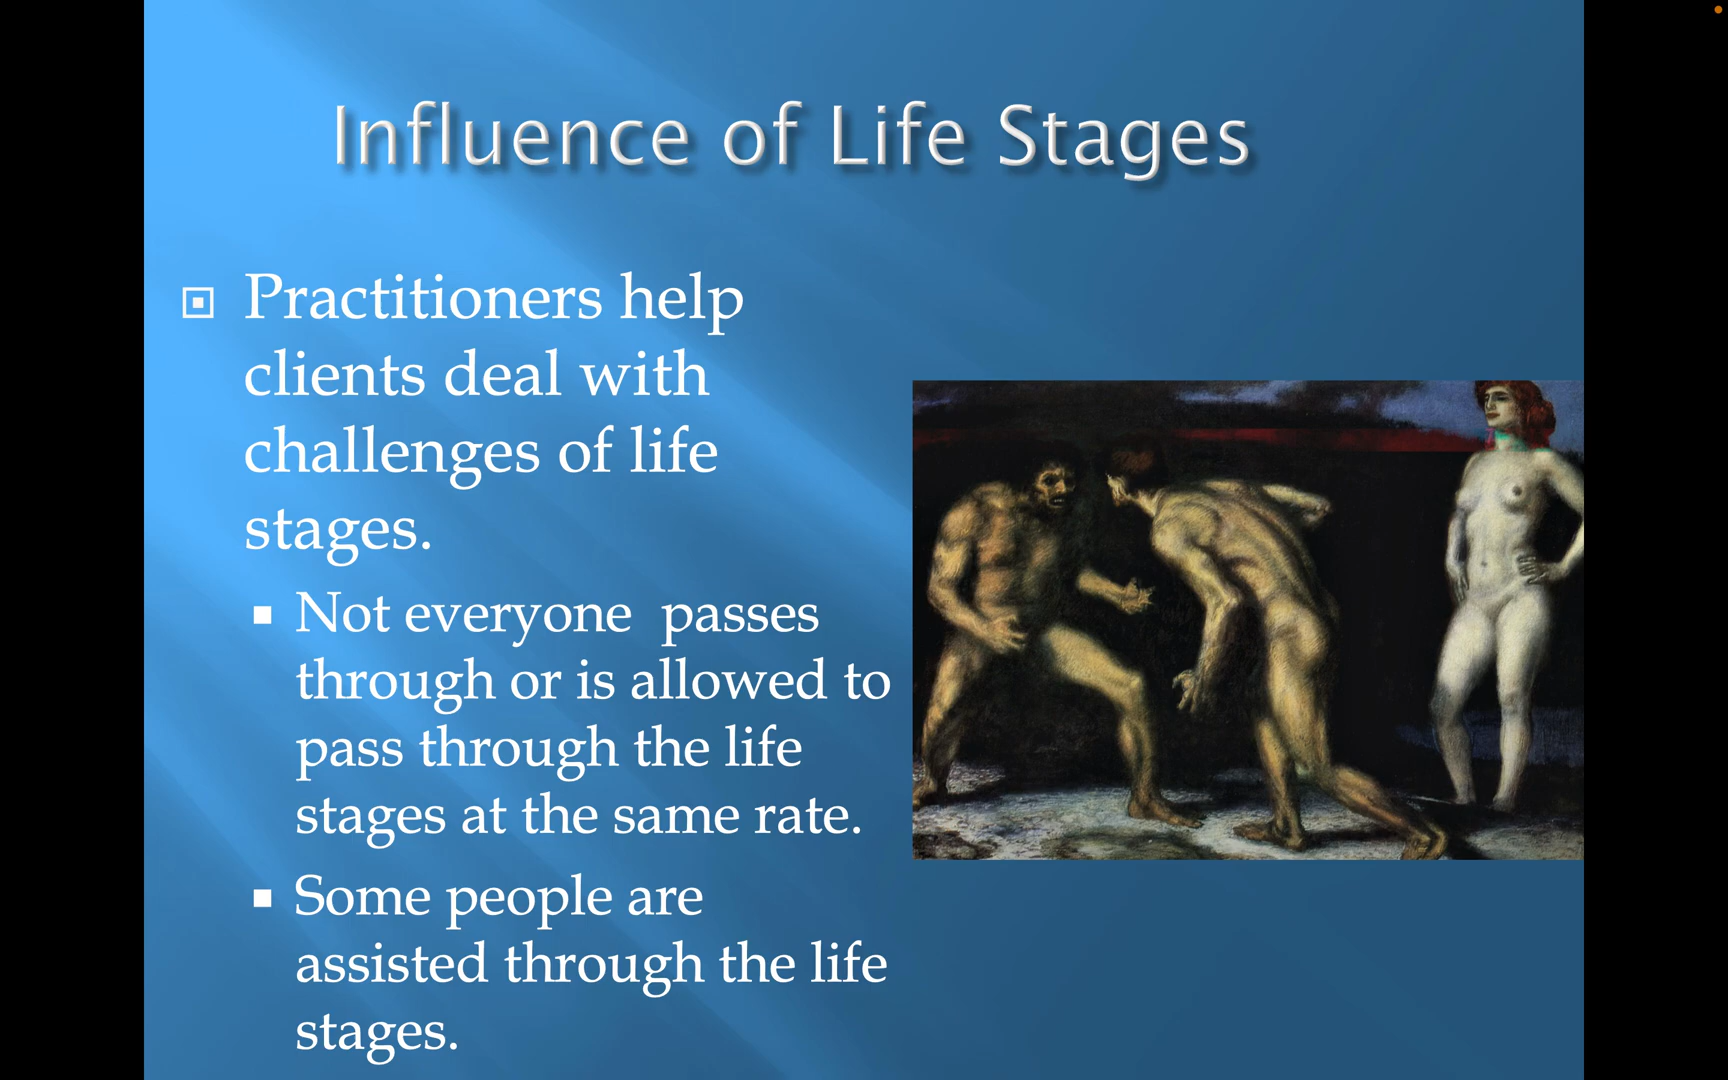 Influence of Life Stages
Practitioners help
clients deal with
challenges of life
stages.
Not everyone  passes
through or is allowed to
pass through the life
stages at the same rate.
Some people are
assisted through the life
stages.